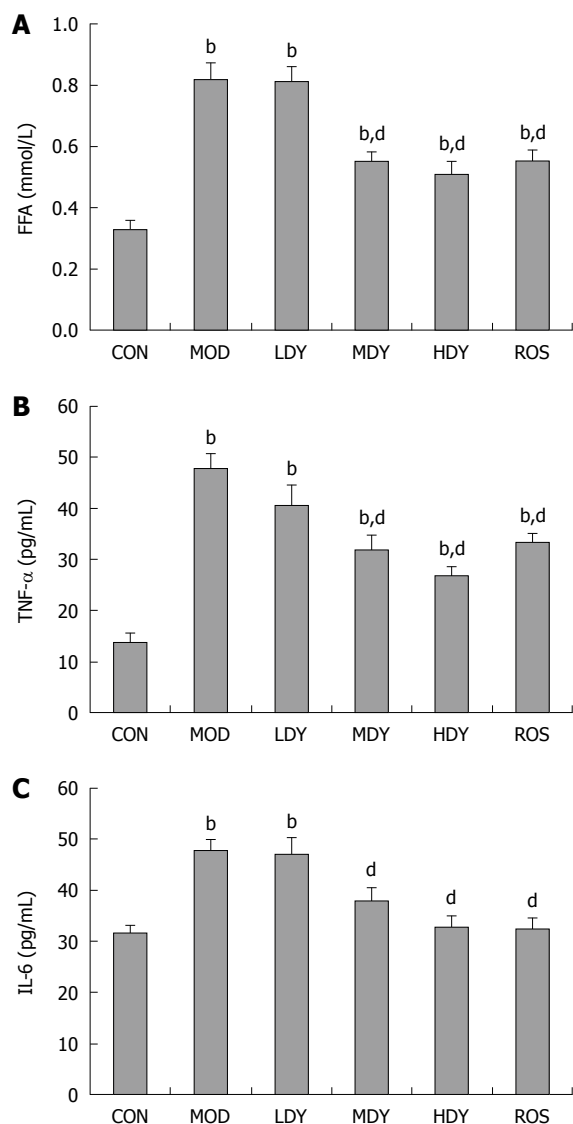 A
FFA (mmol/L)
1.0
0.8
0.6
0.4
0.2
0.0
b b b,d b,d b,d
CON MOD LDY MDY HDY ROS
B
TNF-α (pg/mL)
60
50
40
30
20
10
0
b b b,d b,d b,d
CON MOD LDY MDY HDY ROS
C
IL-6 (pg/mL)
60
50
40
30
20
10
0
b b d d d
CON MOD LDY MDY HDY ROS